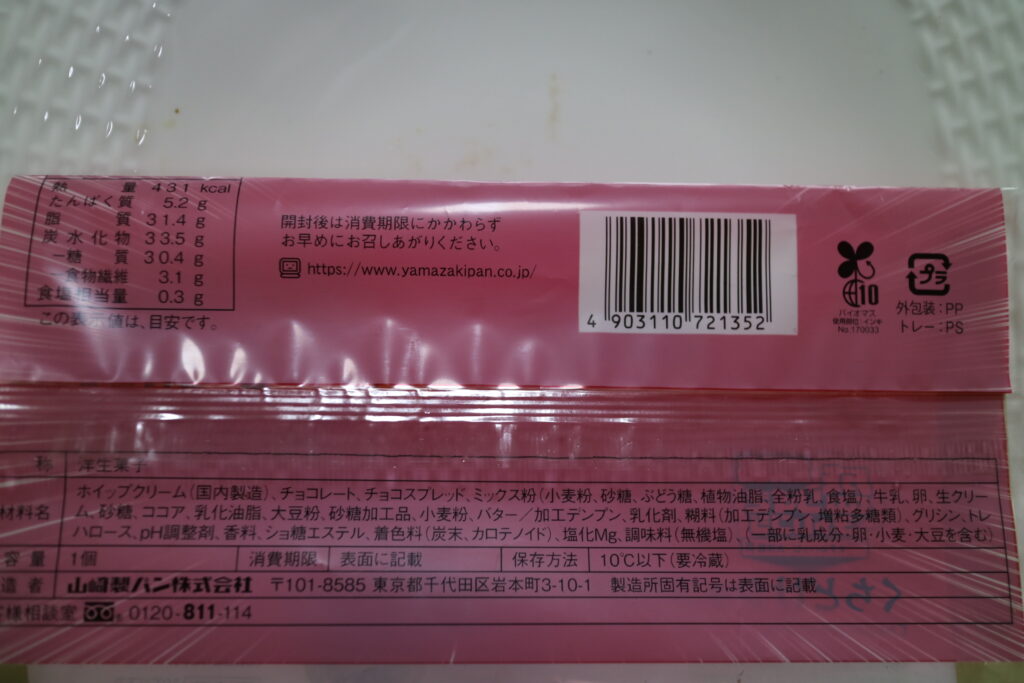 熱 量 431 kcal
たんぱく質 5.2 g
脂 質 31.4 g
炭水化物 33.5 g
－糖 質 30.4 g
－食物繊維 3.1 g
食塩相当量 0.3 g
この表示値は、目安です。
開封後は消費期限にかかわらず
お早めにお召しあがりください。
https://www.yamazakipan.co.jp/
4 903110 721352
10
バイオマス
使用部位:インキ
No.170033
プラ
外包装:PP
トレー:PS
称 洋生菓子
材料名 ホイップクリーム(国内製造)、チョコレート、チョコスプレッド、ミックス粉(小麦粉、砂糖、ぶどう糖、植物油脂、全粉乳、食塩)、牛乳、卵、生クリー
ム、砂糖、ココア、乳化油脂、大豆粉、砂糖加工品、小麦粉、バター/加工デンプン、乳化剤、糊料(加工デンプン、増粘多糖類)、グリシン、トレ
ハロース、pH調整剤、香料、ショ糖エステル、着色料(炭末、カロテノイド)、塩化Mg、調味料(無機塩)、(一部に乳成分・卵・小麦・大豆を含む)
容量 1個 消費期限 表面に記載 保存方法 10℃以下(要冷蔵)
造者 山崎製パン株式会社 〒101-8585 東京都千代田区岩本町3-10-1 製造所固有記号は表面に記載
様相談室 0120-811-114